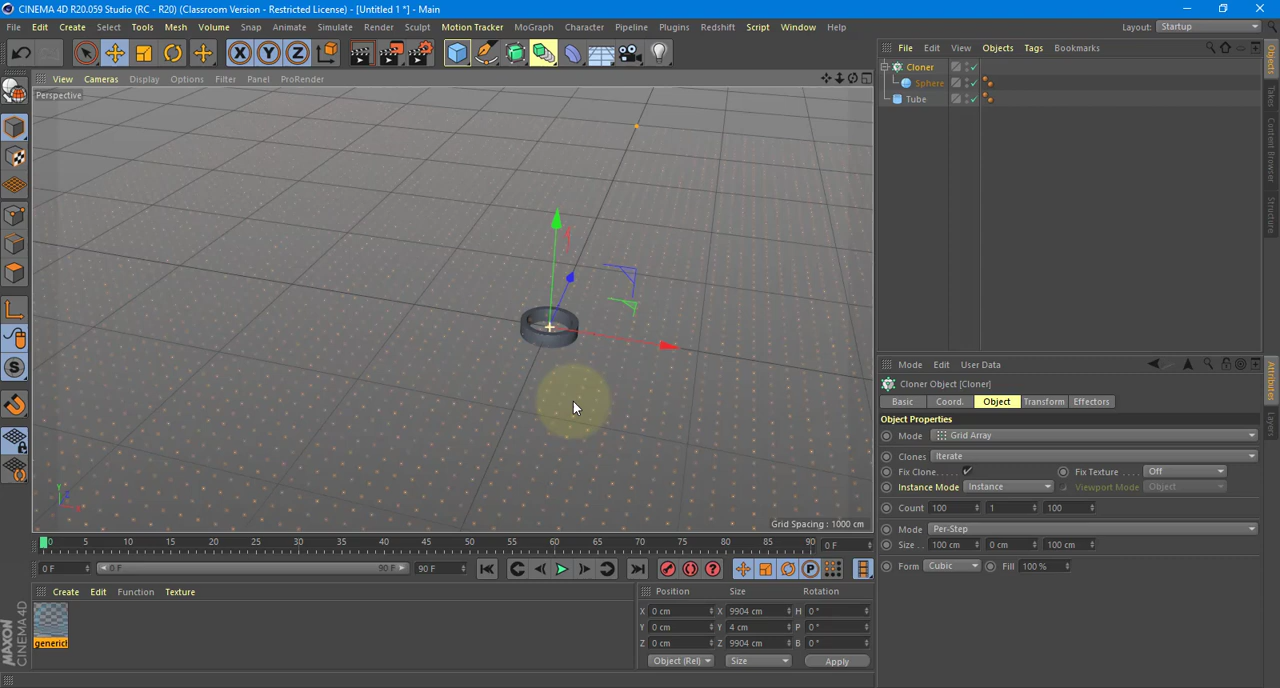 CINEMA 4D R20.059 Studio (RC - R20) (Classroom Version - Restricted License) - [Untitled 1 *] - Main
File Edit Create Select Tools Mesh Volume Snap Animate Simulate Render Sculpt Motion Tracker MoGraph Character Pipeline Plugins Redshift Script Window Help Layout: Startup
X Y Z
File Edit View Objects Tags Bookmarks
View Cameras Display Options Filter Panel ProRender
Perspective
Cloner
Sphere
Tube
Objects
Takes
Content Browser
Structure
Mode Edit User Data
Cloner Object [Cloner]
Basic Coord. Object Transform Effectors
Object Properties
Mode Grid Array
Clones Iterate
Fix Clone Fix Texture Off
Instance Mode Instance Viewport Mode Object
Count 100 1 100
Mode Per-Step
Size 100 cm 0 cm 100 cm
Form Cubic Fill 100 %
Attributes
Layers
Y
S
Grid Spacing : 1000 cm
0 5 10 15 20 25 30 35 40 45 50 55 60 65 70 75 80 85 90 0 F
0 F 0 F 90 F 90 F
P
Create Edit Function Texture
generic
Position Size Rotation
X 0 cm X 9904 cm H 0 °
Y 0 cm Y 4 cm P 0 °
Z 0 cm Z 9904 cm B 0 °
Object (Rel) Size Apply
MAXON
CINEMA 4D